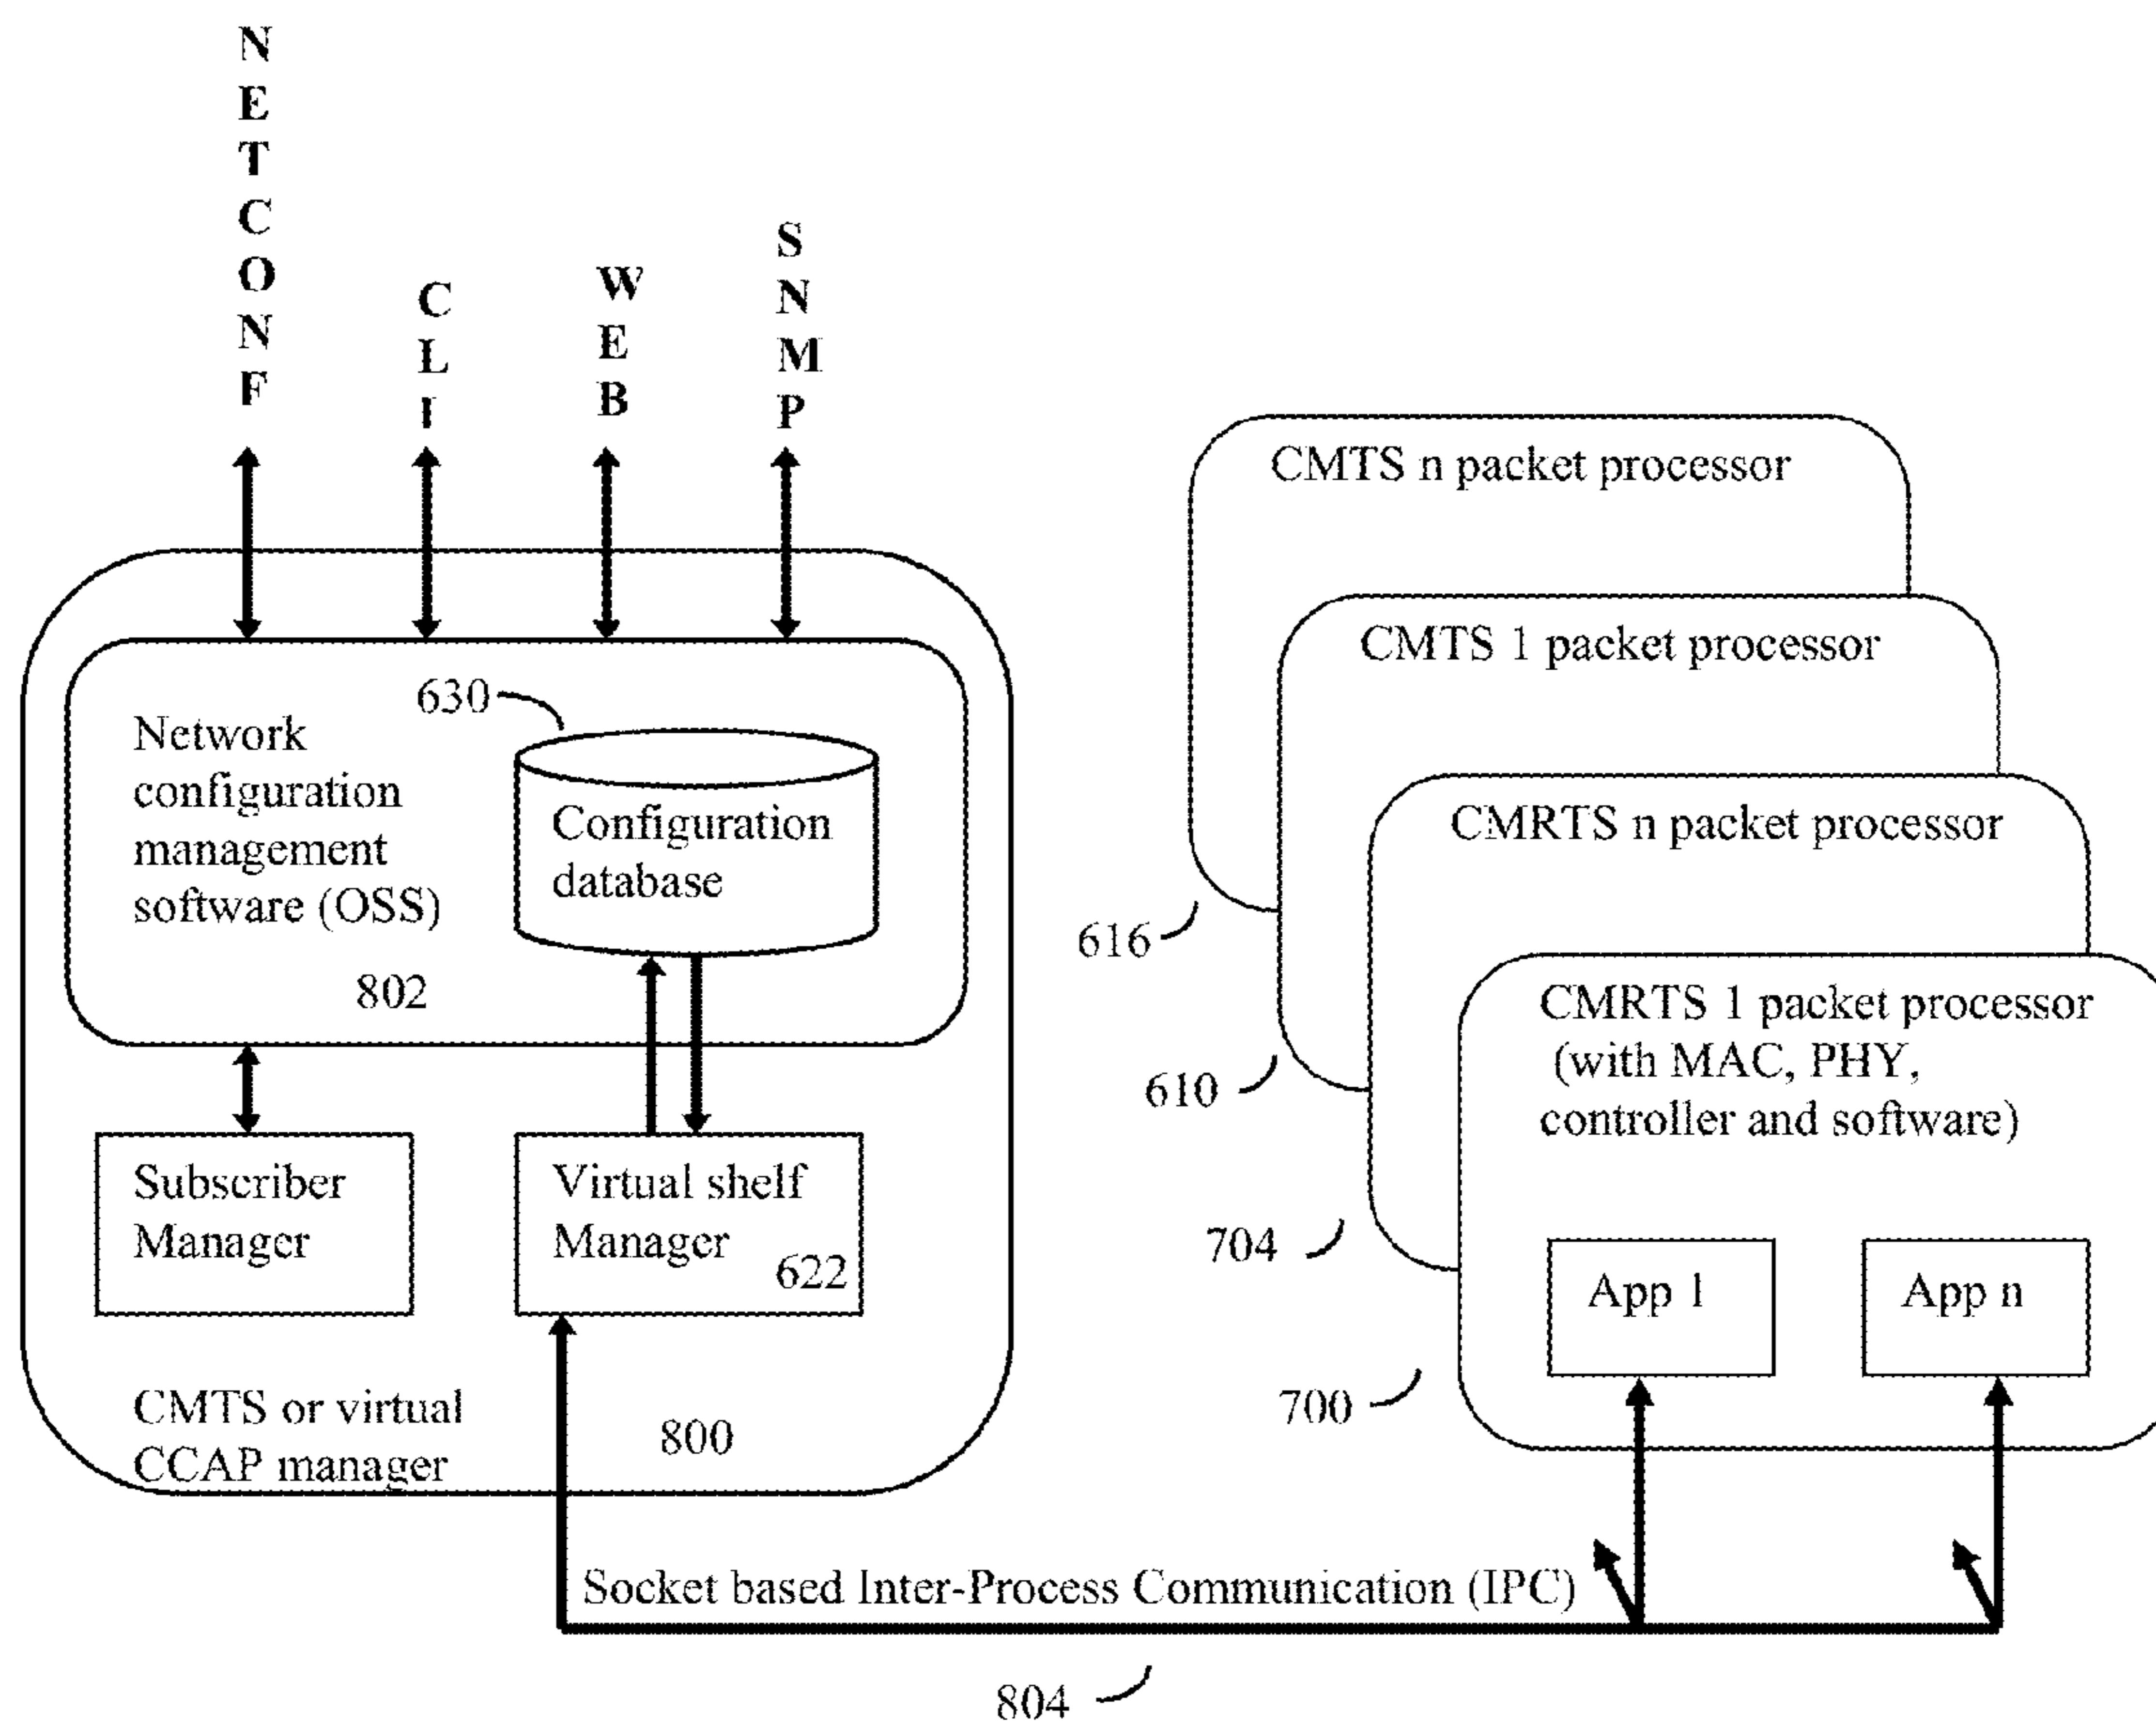 NETCONF
CLI
WEB
SNMP
630
Network
configuration
management
software (OSS)
802
Configuration
database
Subscriber
Manager
Virtual shelf
Manager
622
CMTS or virtual
CCAP manager
800
CMTS n packet processor
616
CMTS 1 packet processor
610
CMRTS n packet processor
704
CMRTS 1 packet processor
(with MAC, PHY,
controller and software)
700
App 1
App n
Socket based Inter-Process Communication (IPC)
804